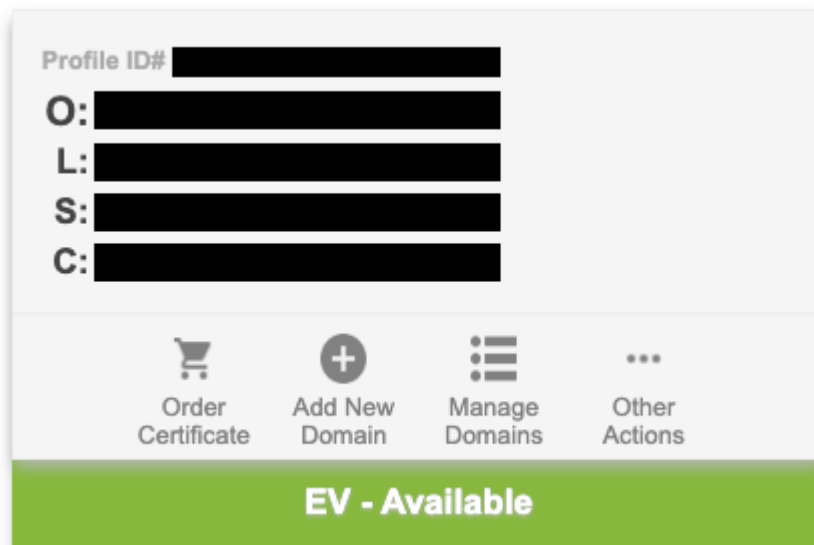 Profile ID#
O:
L:
S:
C:
Order Certificate
Add New Domain
Manage Domains
Other Actions
EV - Available